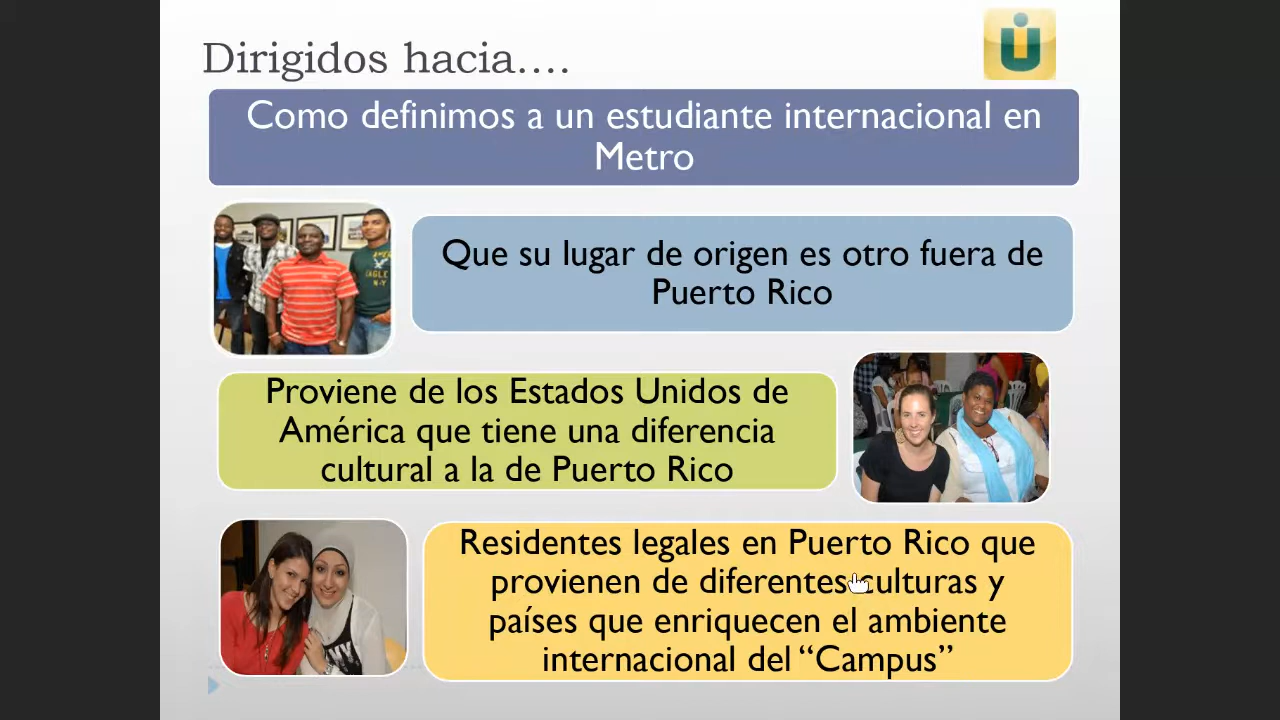 Dirigidos hacia....
Como definimos a un estudiante internacional en
Metro
Que su lugar de origen es otro fuera de
Puerto Rico
Proviene de los Estados Unidos de
América que tiene una diferencia
cultural a la de Puerto Rico
Residentes legales en Puerto Rico que
provienen de diferentes culturas y
países que enriquecen el ambiente
internacional del “Campus”